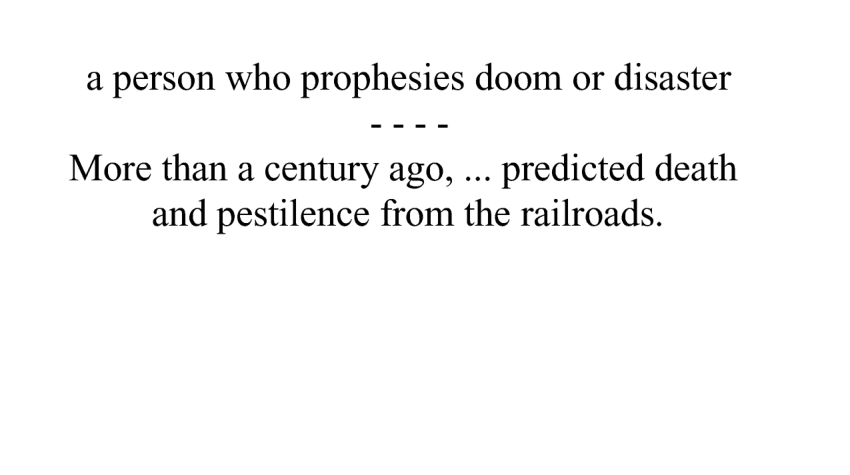 a person who prophesies doom or disaster
- - - -
More than a century ago, ... predicted death
and pestilence from the railroads.